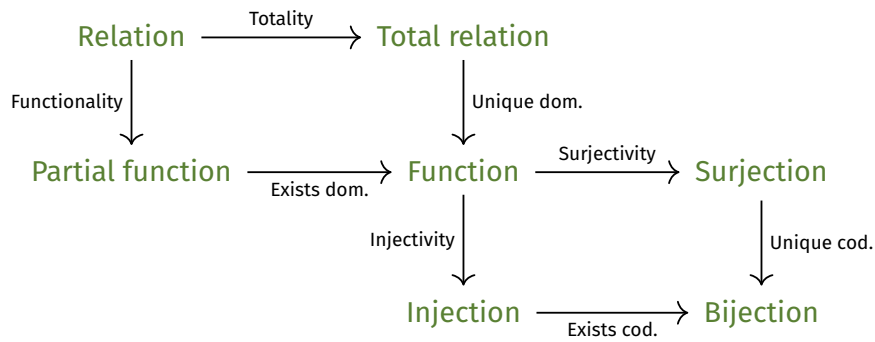 Totality
Relation
Total relation
Functionality
Unique dom.
Surjectivity
Partial function
Function
Surjection
Exists dom.
Injectivity
Unique cod.
Injection
Bijection
Exists cod.